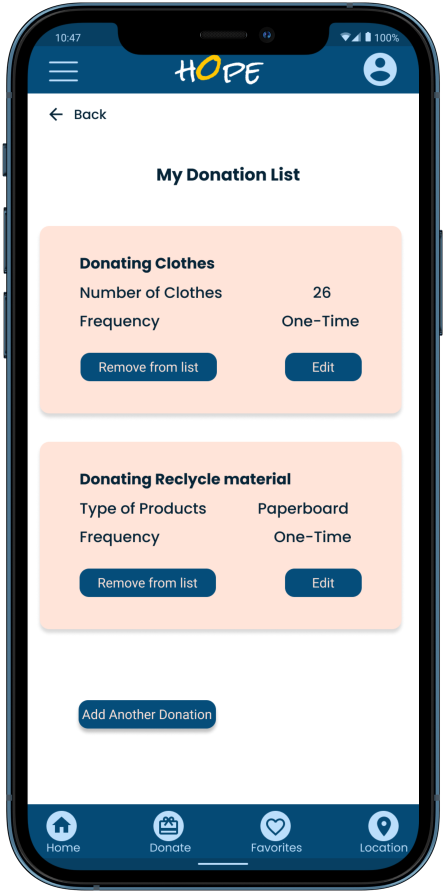 10:47
100%
HOPE
Back
My Donation List
Donating Clothes
Number of Clothes 26
Frequency One-Time
Remove from list Edit
Donating Reclycle material
Type of Products Paperboard
Frequency One-Time
Remove from list Edit
Add Another Donation
Home Donate Favorites Location